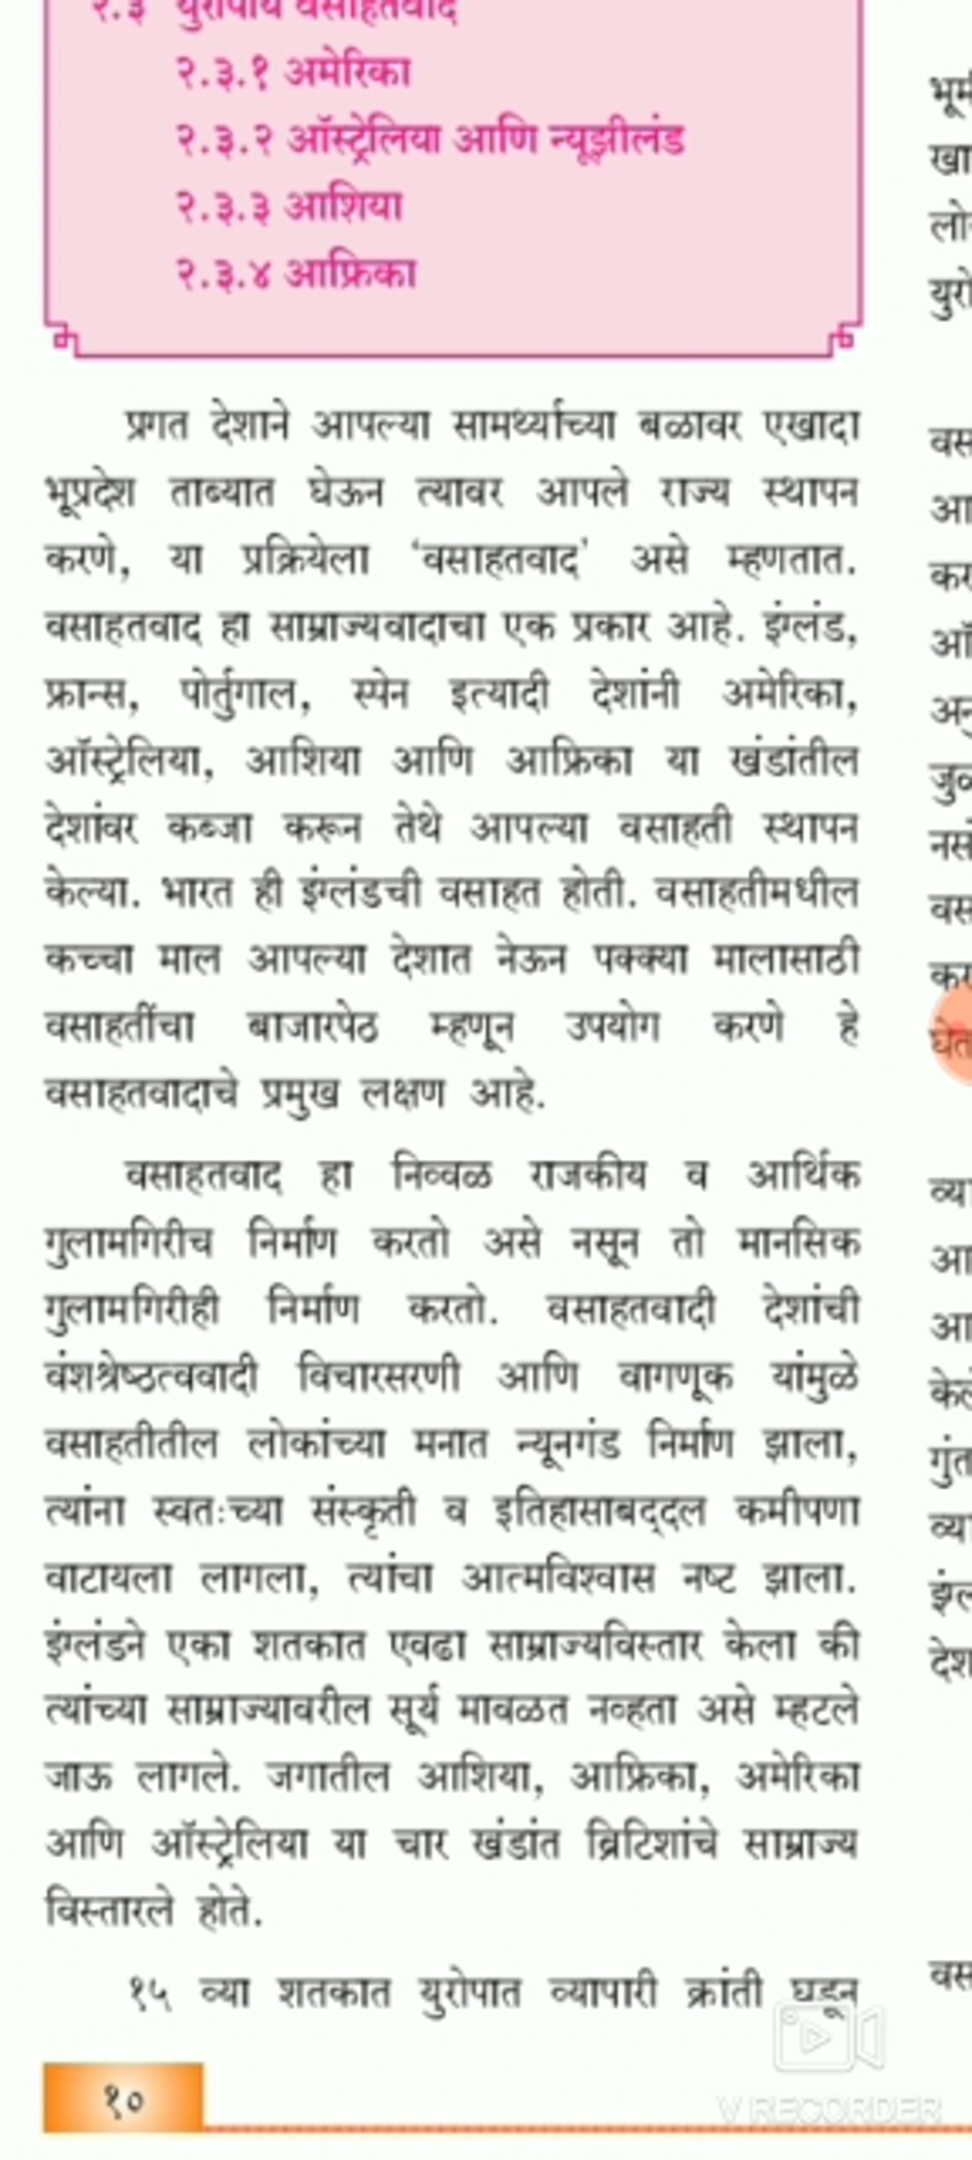 २.३ युरोपीय वसाहतवाद
२.३.१ अमेरिका
२.३.२ ऑस्ट्रेलिया आणि न्यूझीलंड
२.३.३ आशिया
२.३.४ आफ्रिका
प्रगत देशाने आपल्या सामर्थ्याच्या बळावर एखादा
भूप्रदेश ताब्यात घेऊन त्यावर आपले राज्य स्थापन
करणे, या प्रक्रियेला ‘वसाहतवाद’ असे म्हणतात.
वसाहतवाद हा साम्राज्यवादाचा एक प्रकार आहे. इंग्लंड,
फ्रान्स, पोर्तुगाल, स्पेन इत्यादी देशांनी अमेरिका,
ऑस्ट्रेलिया, आशिया आणि आफ्रिका या खंडांतील
देशांवर कब्जा करून तेथे आपल्या वसाहती स्थापन
केल्या. भारत ही इंग्लंडची वसाहत होती. वसाहतीमधील
कच्चा माल आपल्या देशात नेऊन पक्क्या मालासाठी
वसाहतींचा बाजारपेठ म्हणून उपयोग करणे हे
वसाहतवादाचे प्रमुख लक्षण आहे.
वसाहतवाद हा निव्वळ राजकीय व आर्थिक
गुलामगिरीच निर्माण करतो असे नसून तो मानसिक
गुलामगिरीही निर्माण करतो. वसाहतवादी देशांची
वंशश्रेष्ठत्ववादी विचारसरणी आणि वागणूक यांमुळे
वसाहतीतील लोकांच्या मनात न्यूनगंड निर्माण झाला,
त्यांना स्वतःच्या संस्कृती व इतिहासाबद्दल कमीपणा
वाटायला लागला, त्यांचा आत्मविश्वास नष्ट झाला.
इंग्लंडने एका शतकात एवढा साम्राज्यविस्तार केला की
त्यांच्या साम्राज्यावरील सूर्य मावळत नव्हता असे म्हटले
जाऊ लागले. जगातील आशिया, आफ्रिका, अमेरिका
आणि ऑस्ट्रेलिया या चार खंडांत ब्रिटिशांचे साम्राज्य
विस्तारले होते.
१५ व्या शतकात युरोपात व्यापारी क्रांती घडून
१०
V RECORDER